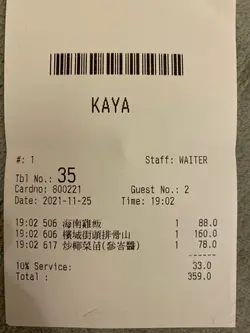 KAYA
#: 1 Staff: WAITER
Tbl No.: 35
Cardno: 800221 Guest No.: 2
Date: 2021-11-25 Time: 19:02
19:02 506 海南雞飯 1 88.0
19:02 602 檳城街頭排骨山 1 160.0
19:02 617 炒椰菜苗(參峇醬) 1 78.0
10% Service: 33.0
Total : 359.0